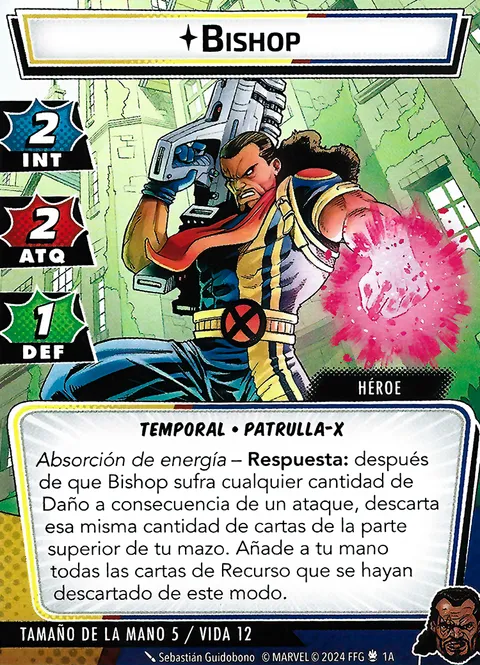 Bishop
2
INT
2
ATQ
1
DEF
HÉROE
TEMPORAL • PATRULLA-X
Absorción de energía – Respuesta: después
de que Bishop sufra cualquier cantidad de
Daño a consecuencia de un ataque, descarta
esa misma cantidad de cartas de la parte
superior de tu mazo. Añade a tu mano
todas las cartas de Recurso que se hayan
descartado de este modo.
TAMAÑO DE LA MANO 5 / VIDA 12
Sebastián Guidobono © MARVEL © 2024 FFG 1A